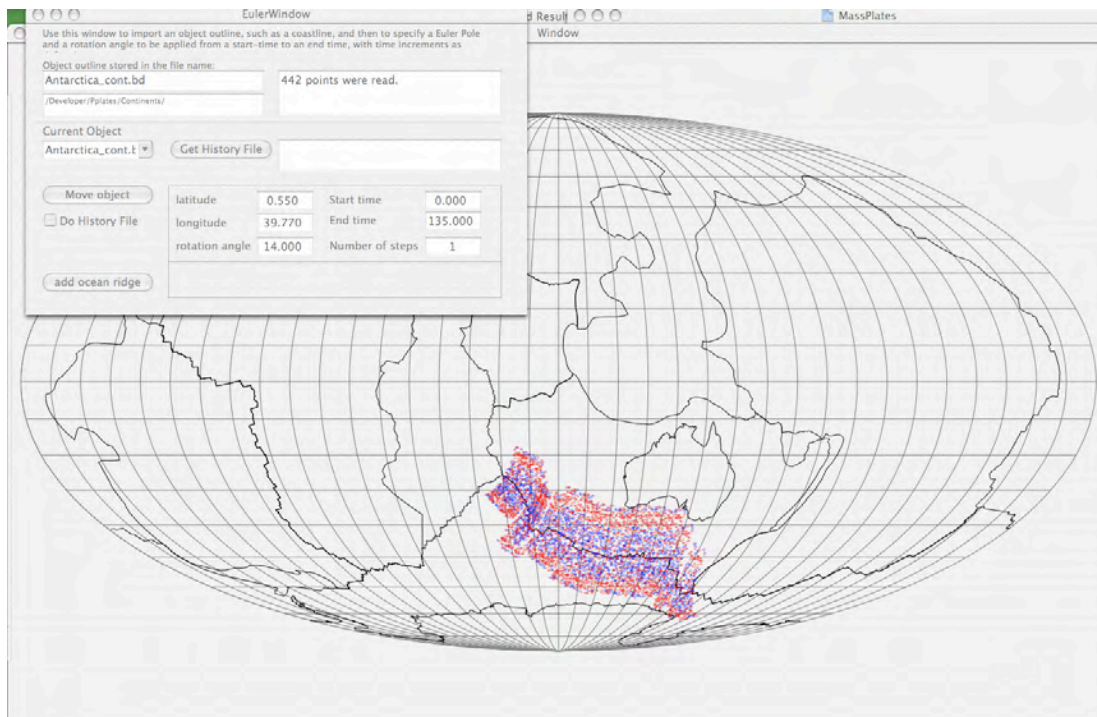 EulerWindow
d Result
MassPlates
Window
Use this window to import an object outline, such as a coastline, and then to specify a Euler Pole
and a rotation angle to be applied from a start-time to an end time, with time increments as
Object outline stored in the file name:
Antarctica_cont.bd
442 points were read.
/Developer/Pplates/Continents/
Current Object
Antarctica_cont.t
Get History File
Move object
latitude
0.550
Start time
0.000
Do History File
longitude
39.770
End time
135.000
rotation angle
14.000
Number of steps
1
add ocean ridge